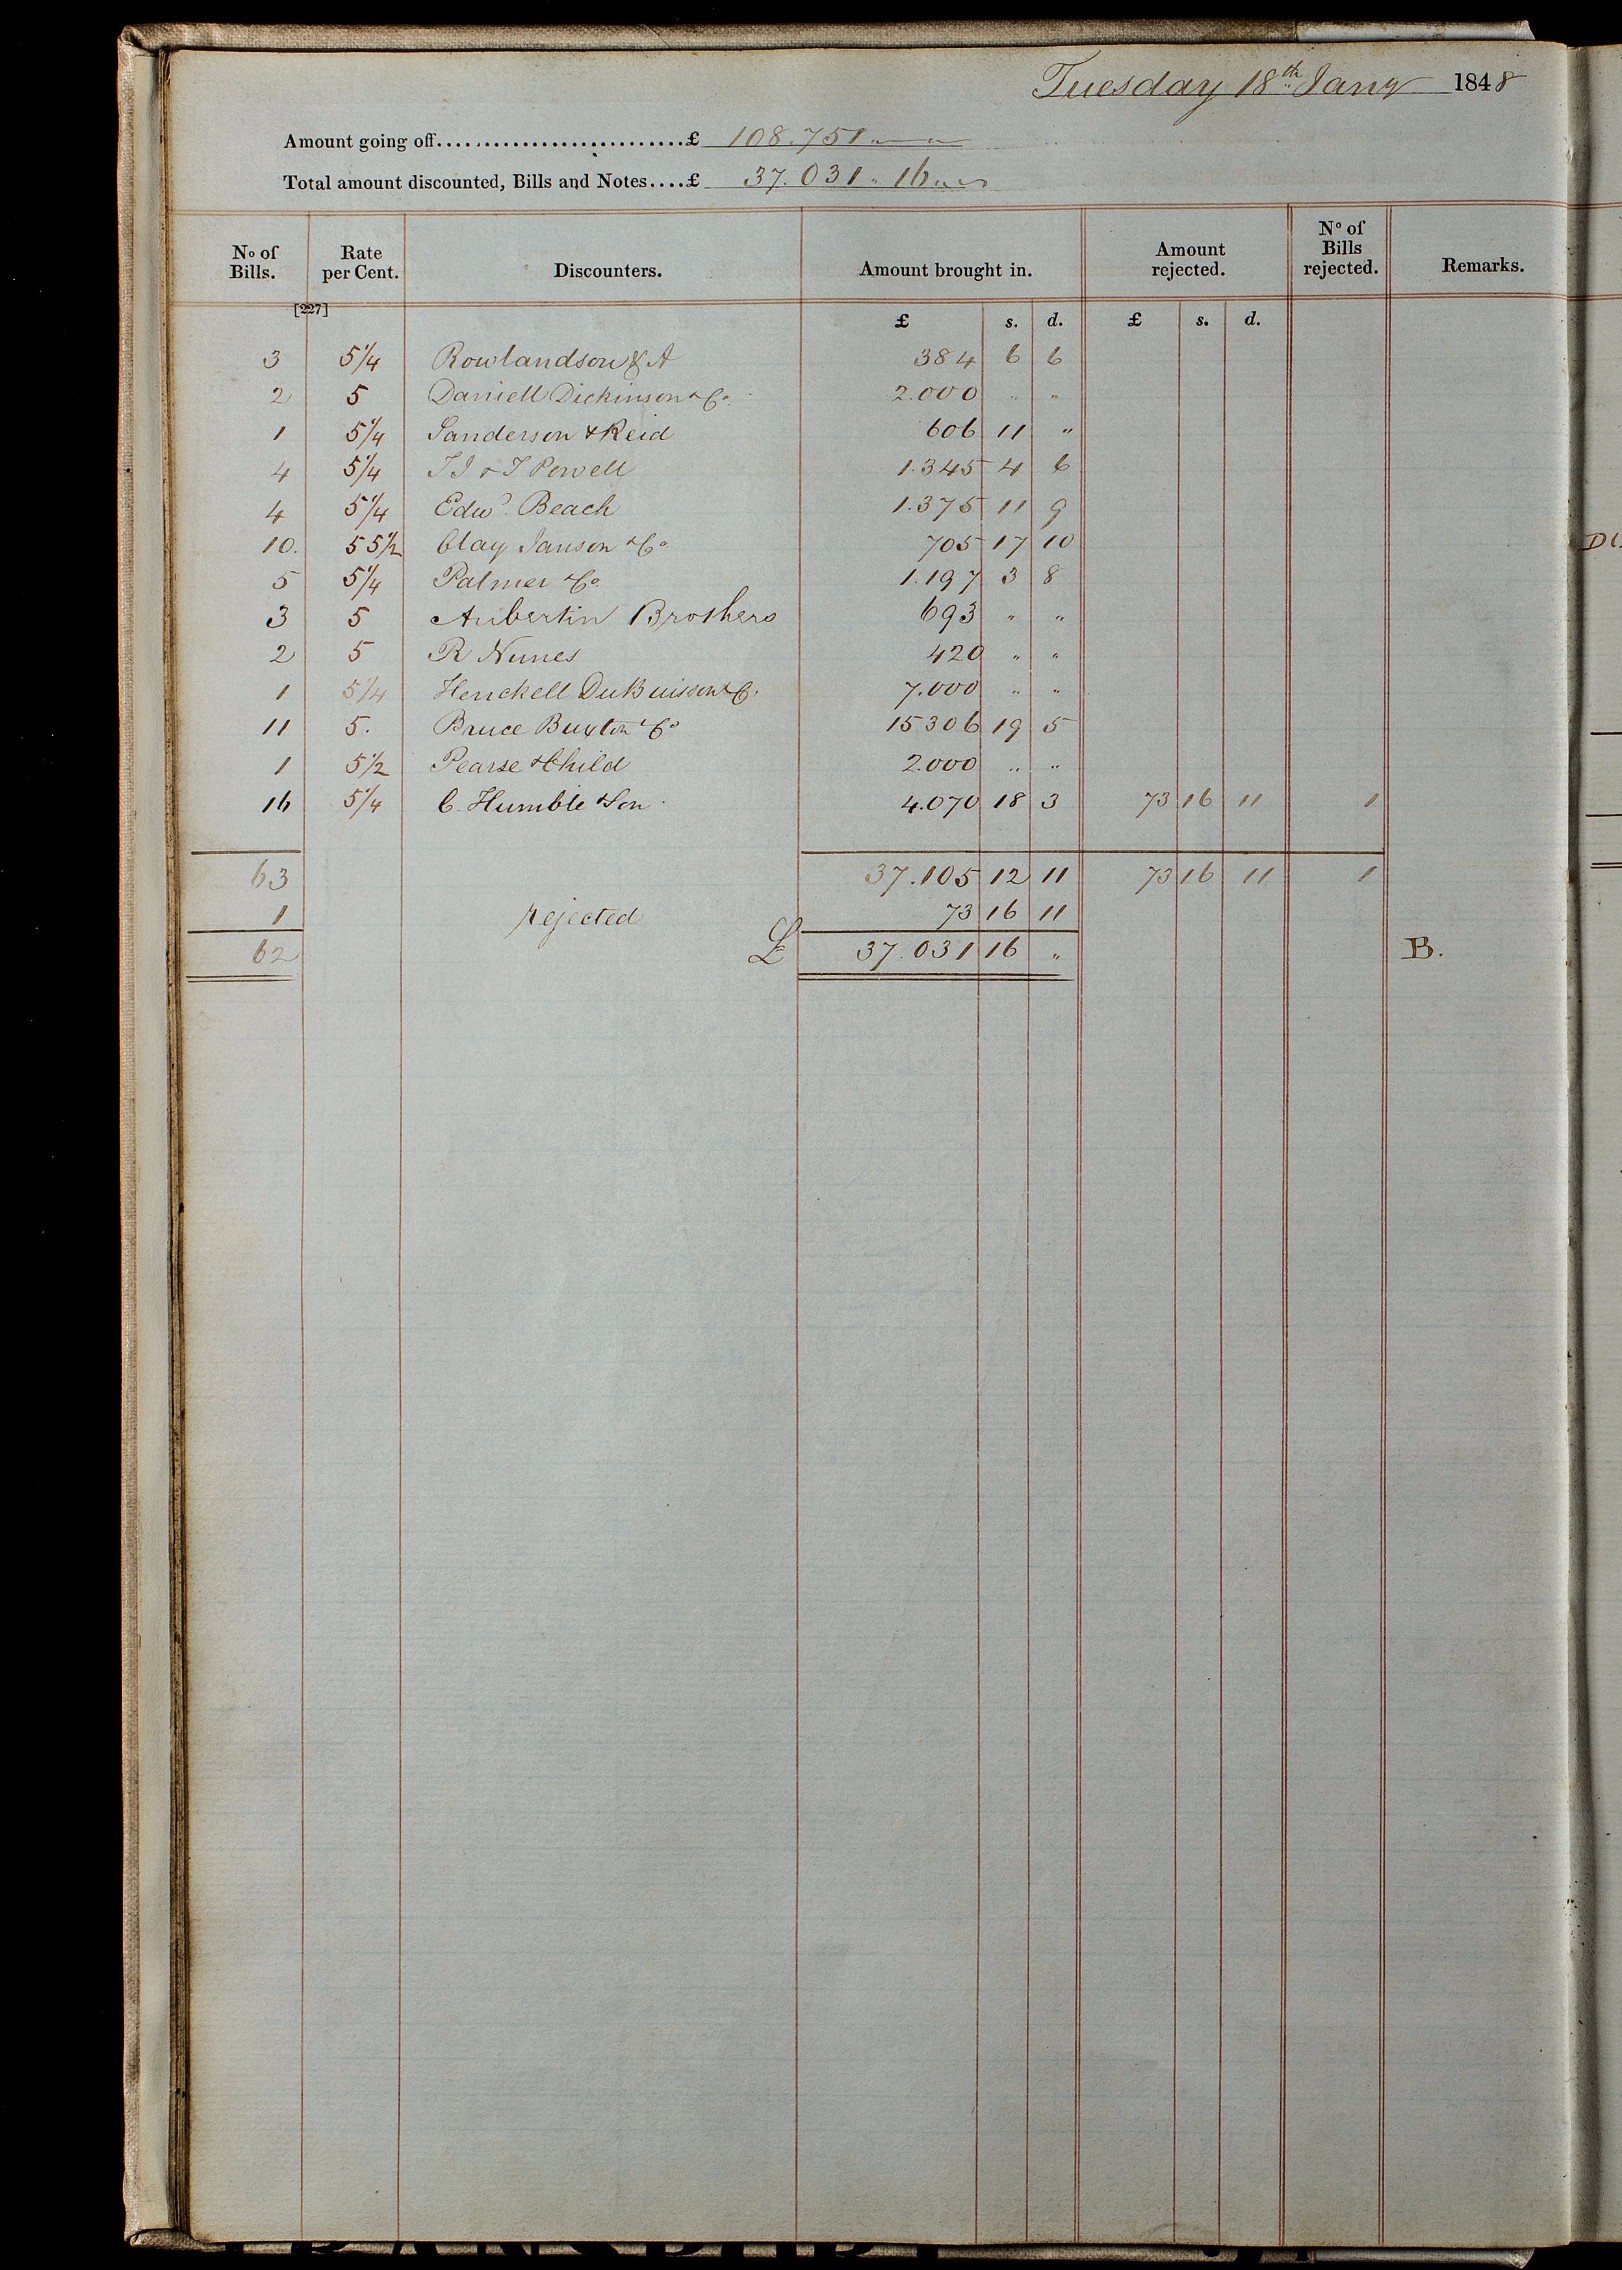 Tuesday 18th Jany 1848
Amount going off..........................£ 108.751 " "
Total amount discounted, Bills and Notes....£ 37.031 " 16 " "
No of Bills. Rate per Cent. Discounters. Amount brought in. Amount rejected. No of Bills rejected. Remarks.
[227]
£ s. d. £ s. d.
3 5¼ Rowlandson & A 384 6 6
2 5 Daniell Dickinson & Co 2.000 " "
1 5¼ Sanderson & Reid 606 11 "
4 5¼ T J & T Powell 1.345 4 6
4 5¼ Edwd. Beach 1.375 11 9
10. 5 5½ Clay Janson & Co 705 17 10
5 5¼ Palmer & Co 1.197 3 8
3 5 Aubertin Brothers 693 " "
2 5 R Nunes 420 " "
1 5¼ Henckell DuBuisson & C. 7.000 " "
11 5. Bruce Buxton & Co 15306 19 5
1 5½ Pearse & Child 2.000 " "
16 5¼ C. Humble & Son 4.070 18 3 73 16 11 1
63 37.105 12 11 73 16 11 1
1 rejected 73 16 11
62 £ 37.031 16 " B.